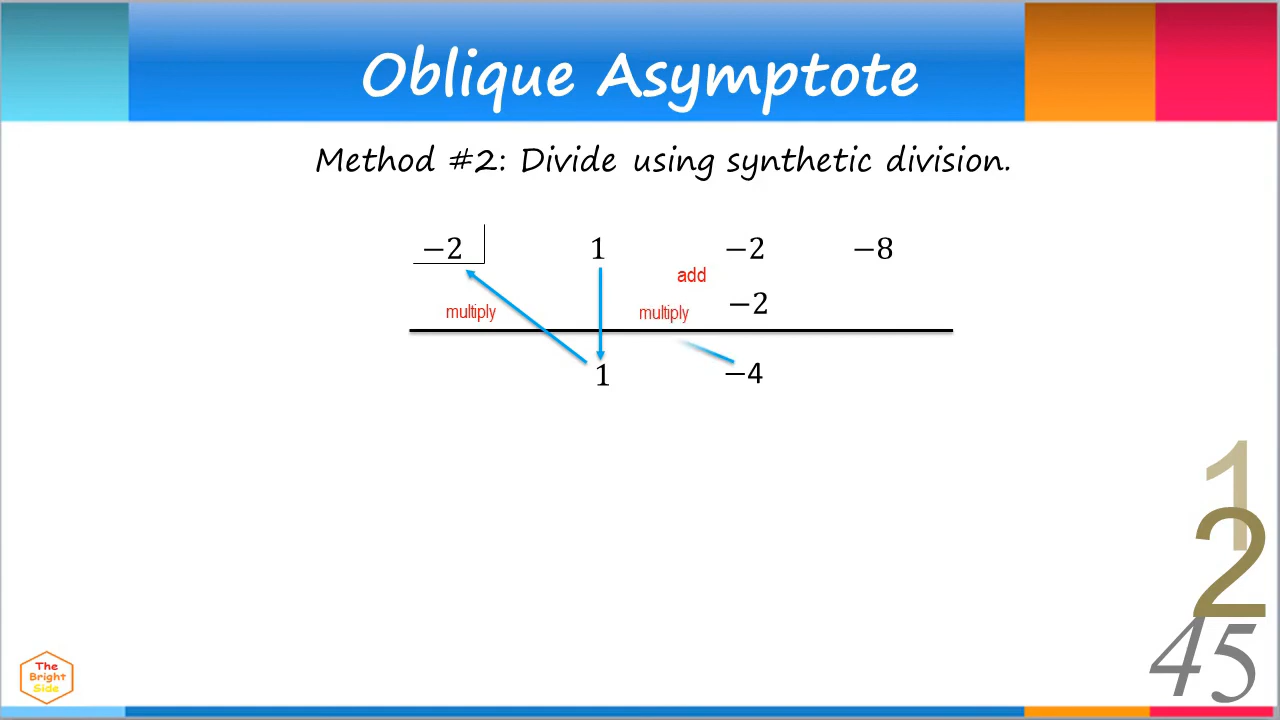 Oblique Asymptote
Method #2: Divide using synthetic division.
−2 1 −2 −8
add
multiply multiply −2
1 −4
1
2
45
The
Bright
Side